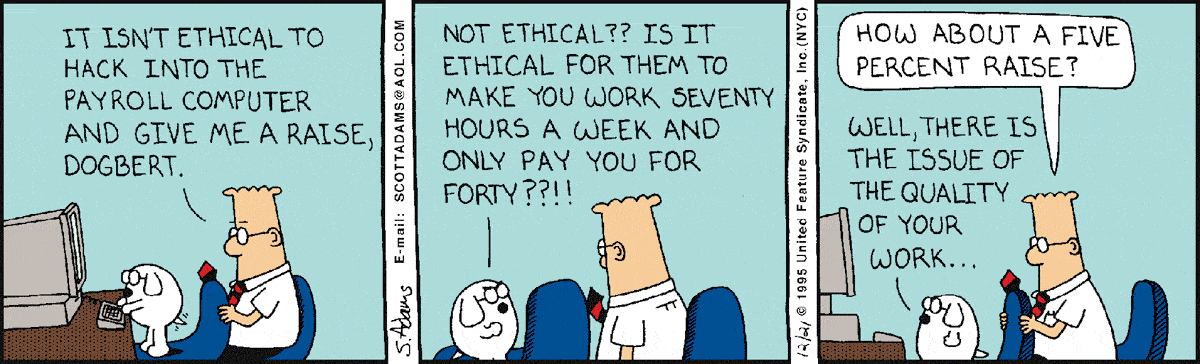 IT ISN'T ETHICAL TO
HACK INTO THE
PAYROLL COMPUTER
AND GIVE ME A RAISE,
DOGBERT.
S. Adams
E-mail: SCOTTADAMS@AOL.COM
NOT ETHICAL?? IS IT
ETHICAL FOR THEM TO
MAKE YOU WORK SEVENTY
HOURS A WEEK AND
ONLY PAY YOU FOR
FORTY??!!
12/21 © 1995 United Feature Syndicate, Inc.(NYC)
HOW ABOUT A FIVE
PERCENT RAISE?
WELL, THERE IS
THE ISSUE OF
THE QUALITY
OF YOUR
WORK...